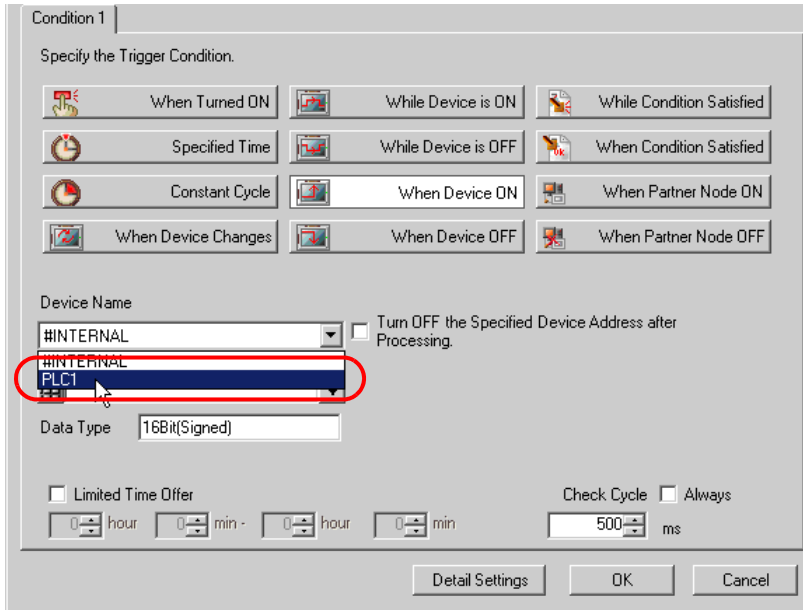 Condition 1
Specify the Trigger Condition.
When Turned ON While Device is ON While Condition Satisfied
Specified Time While Device is OFF When Condition Satisfied
Constant Cycle When Device ON When Partner Node ON
When Device Changes When Device OFF When Partner Node OFF
Device Name
#INTERNAL Turn OFF the Specified Device Address after
Processing.
#INTERNAL
PLC1
Data Type 16Bit(Signed)
Limited Time Offer Check Cycle Always
0 hour 0 min - 0 hour 0 min 500 ms
Detail Settings OK Cancel